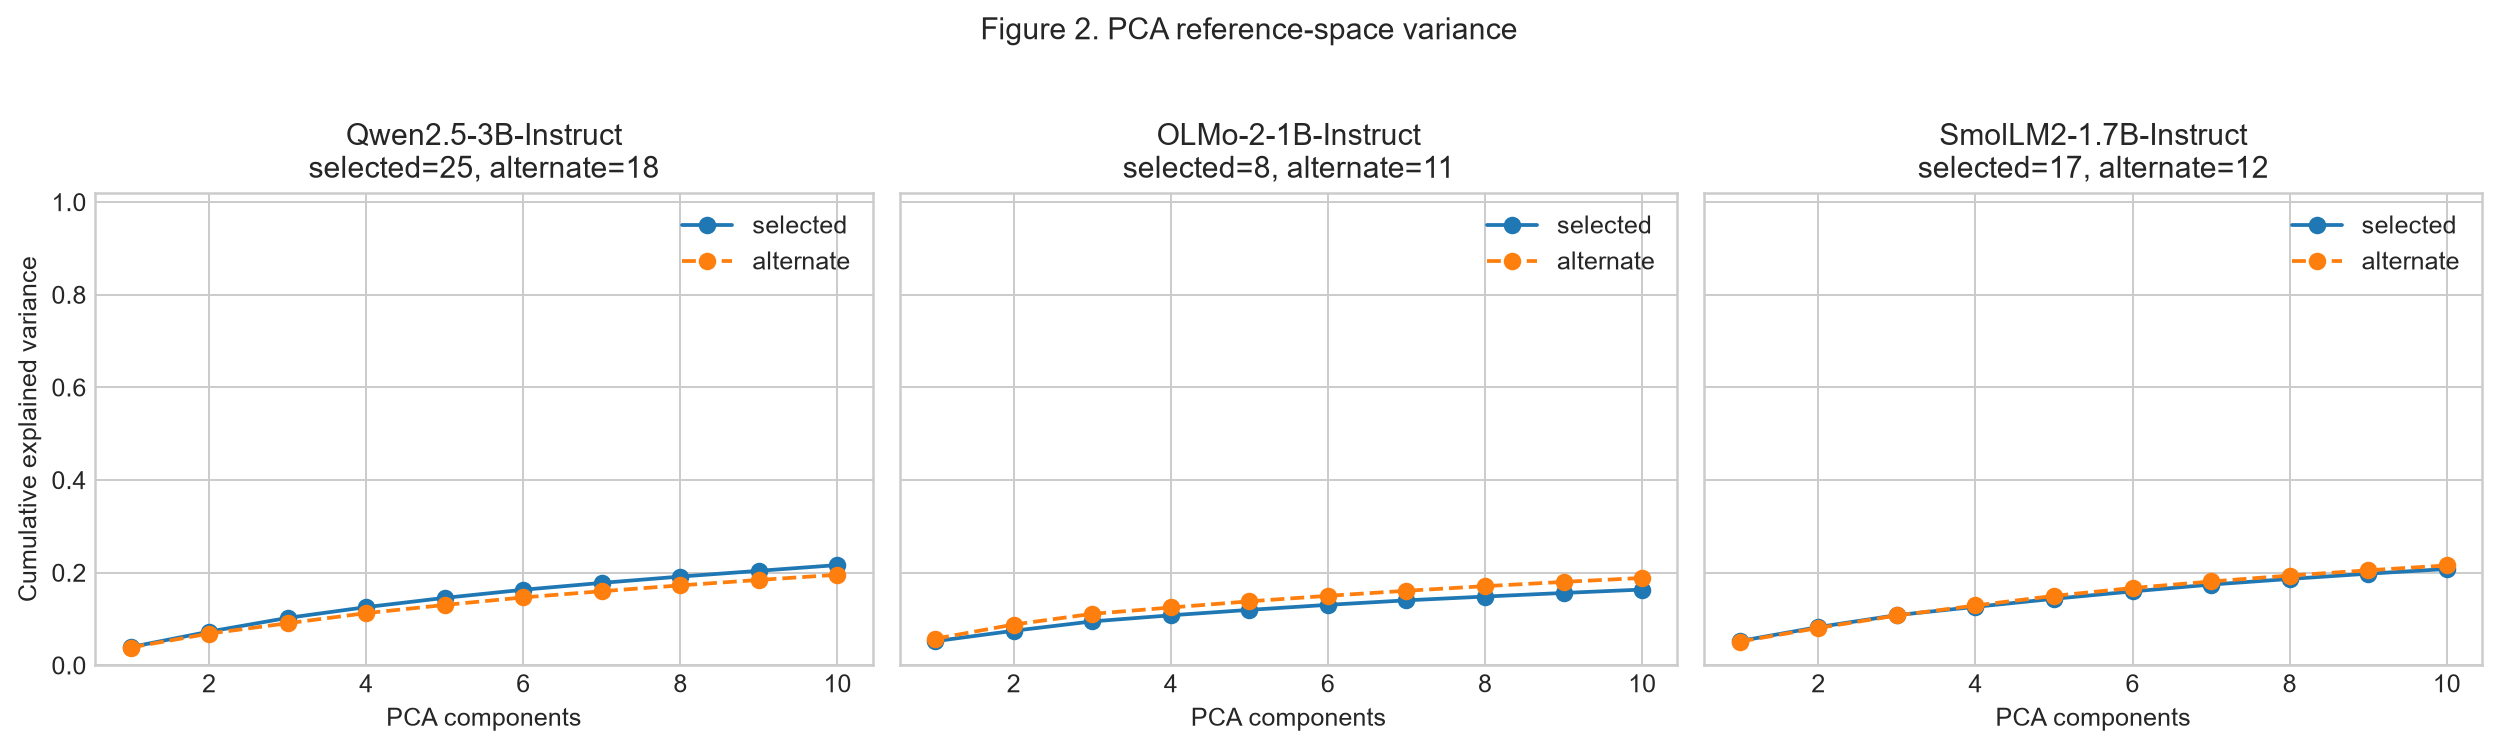 Figure 2. PCA reference-space variance
Qwen2.5-3B-Instruct
selected=25, alternate=18
OLMo-2-1B-Instruct
selected=8, alternate=11
SmolLM2-1.7B-Instruct
selected=17, alternate=12
Cumulative explained variance
1.0
0.8
0.6
0.4
0.2
0.0
selected
alternate
2 4 6 8 10
PCA components
selected
alternate
2 4 6 8 10
PCA components
selected
alternate
2 4 6 8 10
PCA components